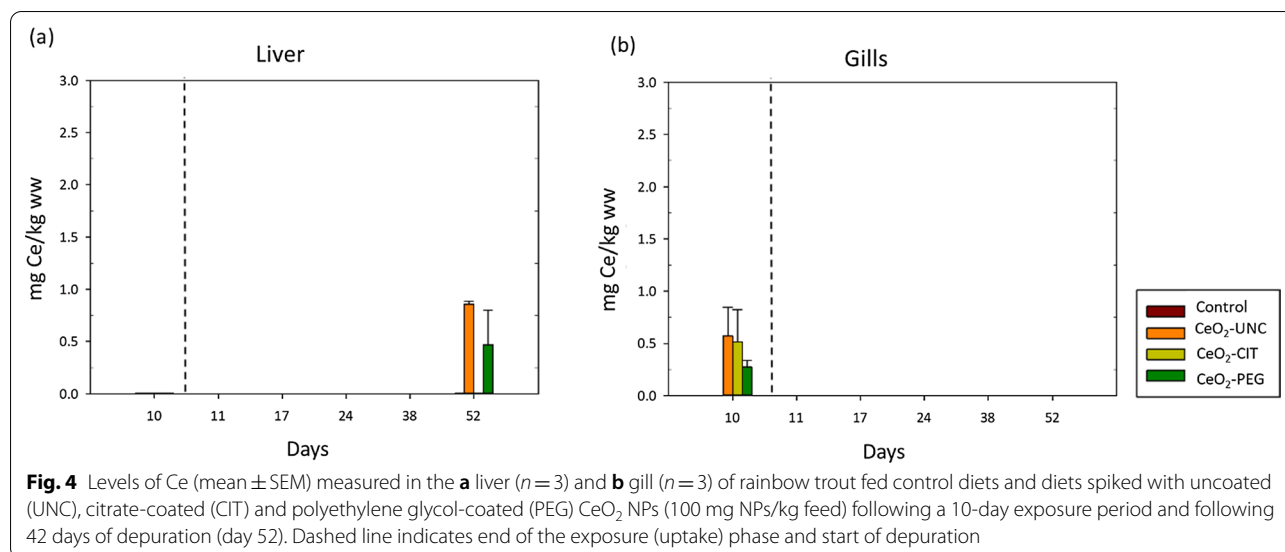 (a)
Liver
mg Ce/kg ww
3.0
2.5
2.0
1.5
1.0
0.5
0.0
10 11 17 24 38 52
Days
(b)
Gills
mg Ce/kg ww
3.0
2.5
2.0
1.5
1.0
0.5
0.0
10 11 17 24 38 52
Days
Control
CeO₂-UNC
CeO₂-CIT
CeO₂-PEG
Fig. 4 Levels of Ce (mean ± SEM) measured in the a liver (n = 3) and b gill (n = 3) of rainbow trout fed control diets and diets spiked with uncoated
(UNC), citrate-coated (CIT) and polyethylene glycol-coated (PEG) CeO₂ NPs (100 mg NPs/kg feed) following a 10-day exposure period and following
42 days of depuration (day 52). Dashed line indicates end of the exposure (uptake) phase and start of depuration